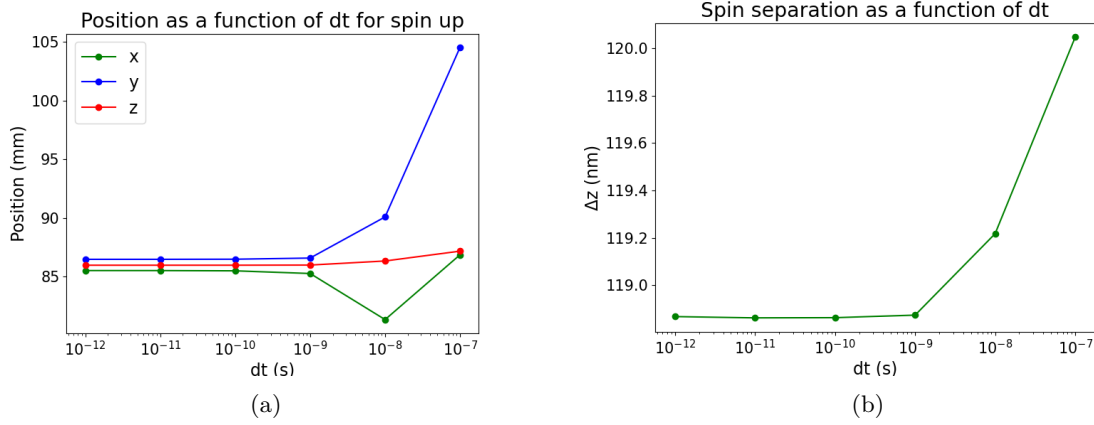 Position as a function of dt for spin up
105
100
95
90
85
Position (mm)
x
y
z
10⁻¹² 10⁻¹¹ 10⁻¹⁰ 10⁻⁹ 10⁻⁸ 10⁻⁷
dt (s)
(a)
Spin separation as a function of dt
120.0
119.8
119.6
119.4
119.2
119.0
Δz (nm)
10⁻¹² 10⁻¹¹ 10⁻¹⁰ 10⁻⁹ 10⁻⁸ 10⁻⁷
dt (s)
(b)